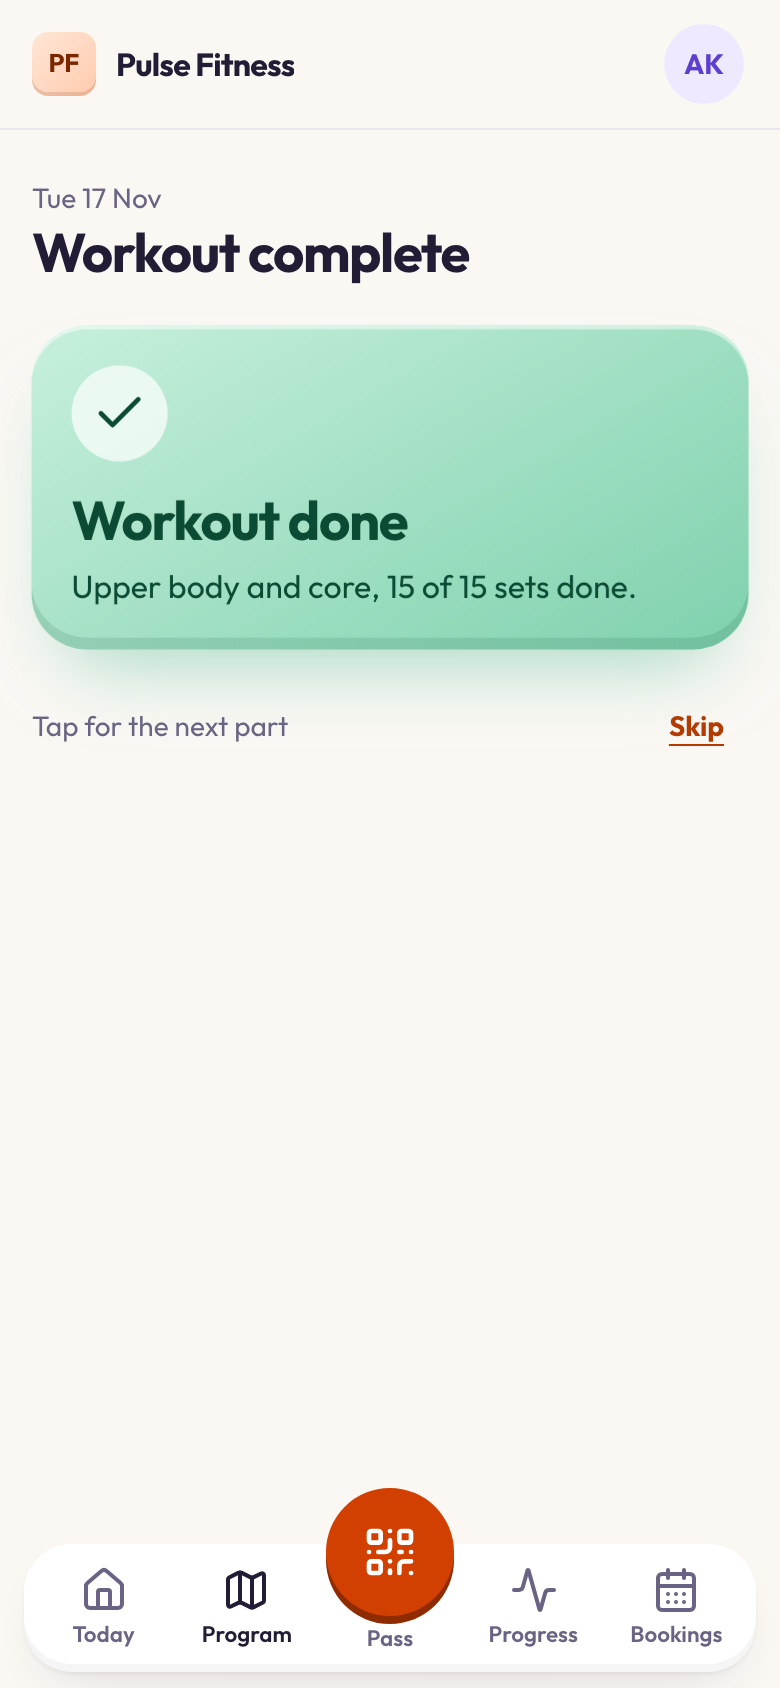 PF
Pulse Fitness
AK
Tue 17 Nov
Workout complete
Workout done
Upper body and core, 15 of 15 sets done.
Tap for the next part
Skip
Today
Program
Pass
Progress
Bookings